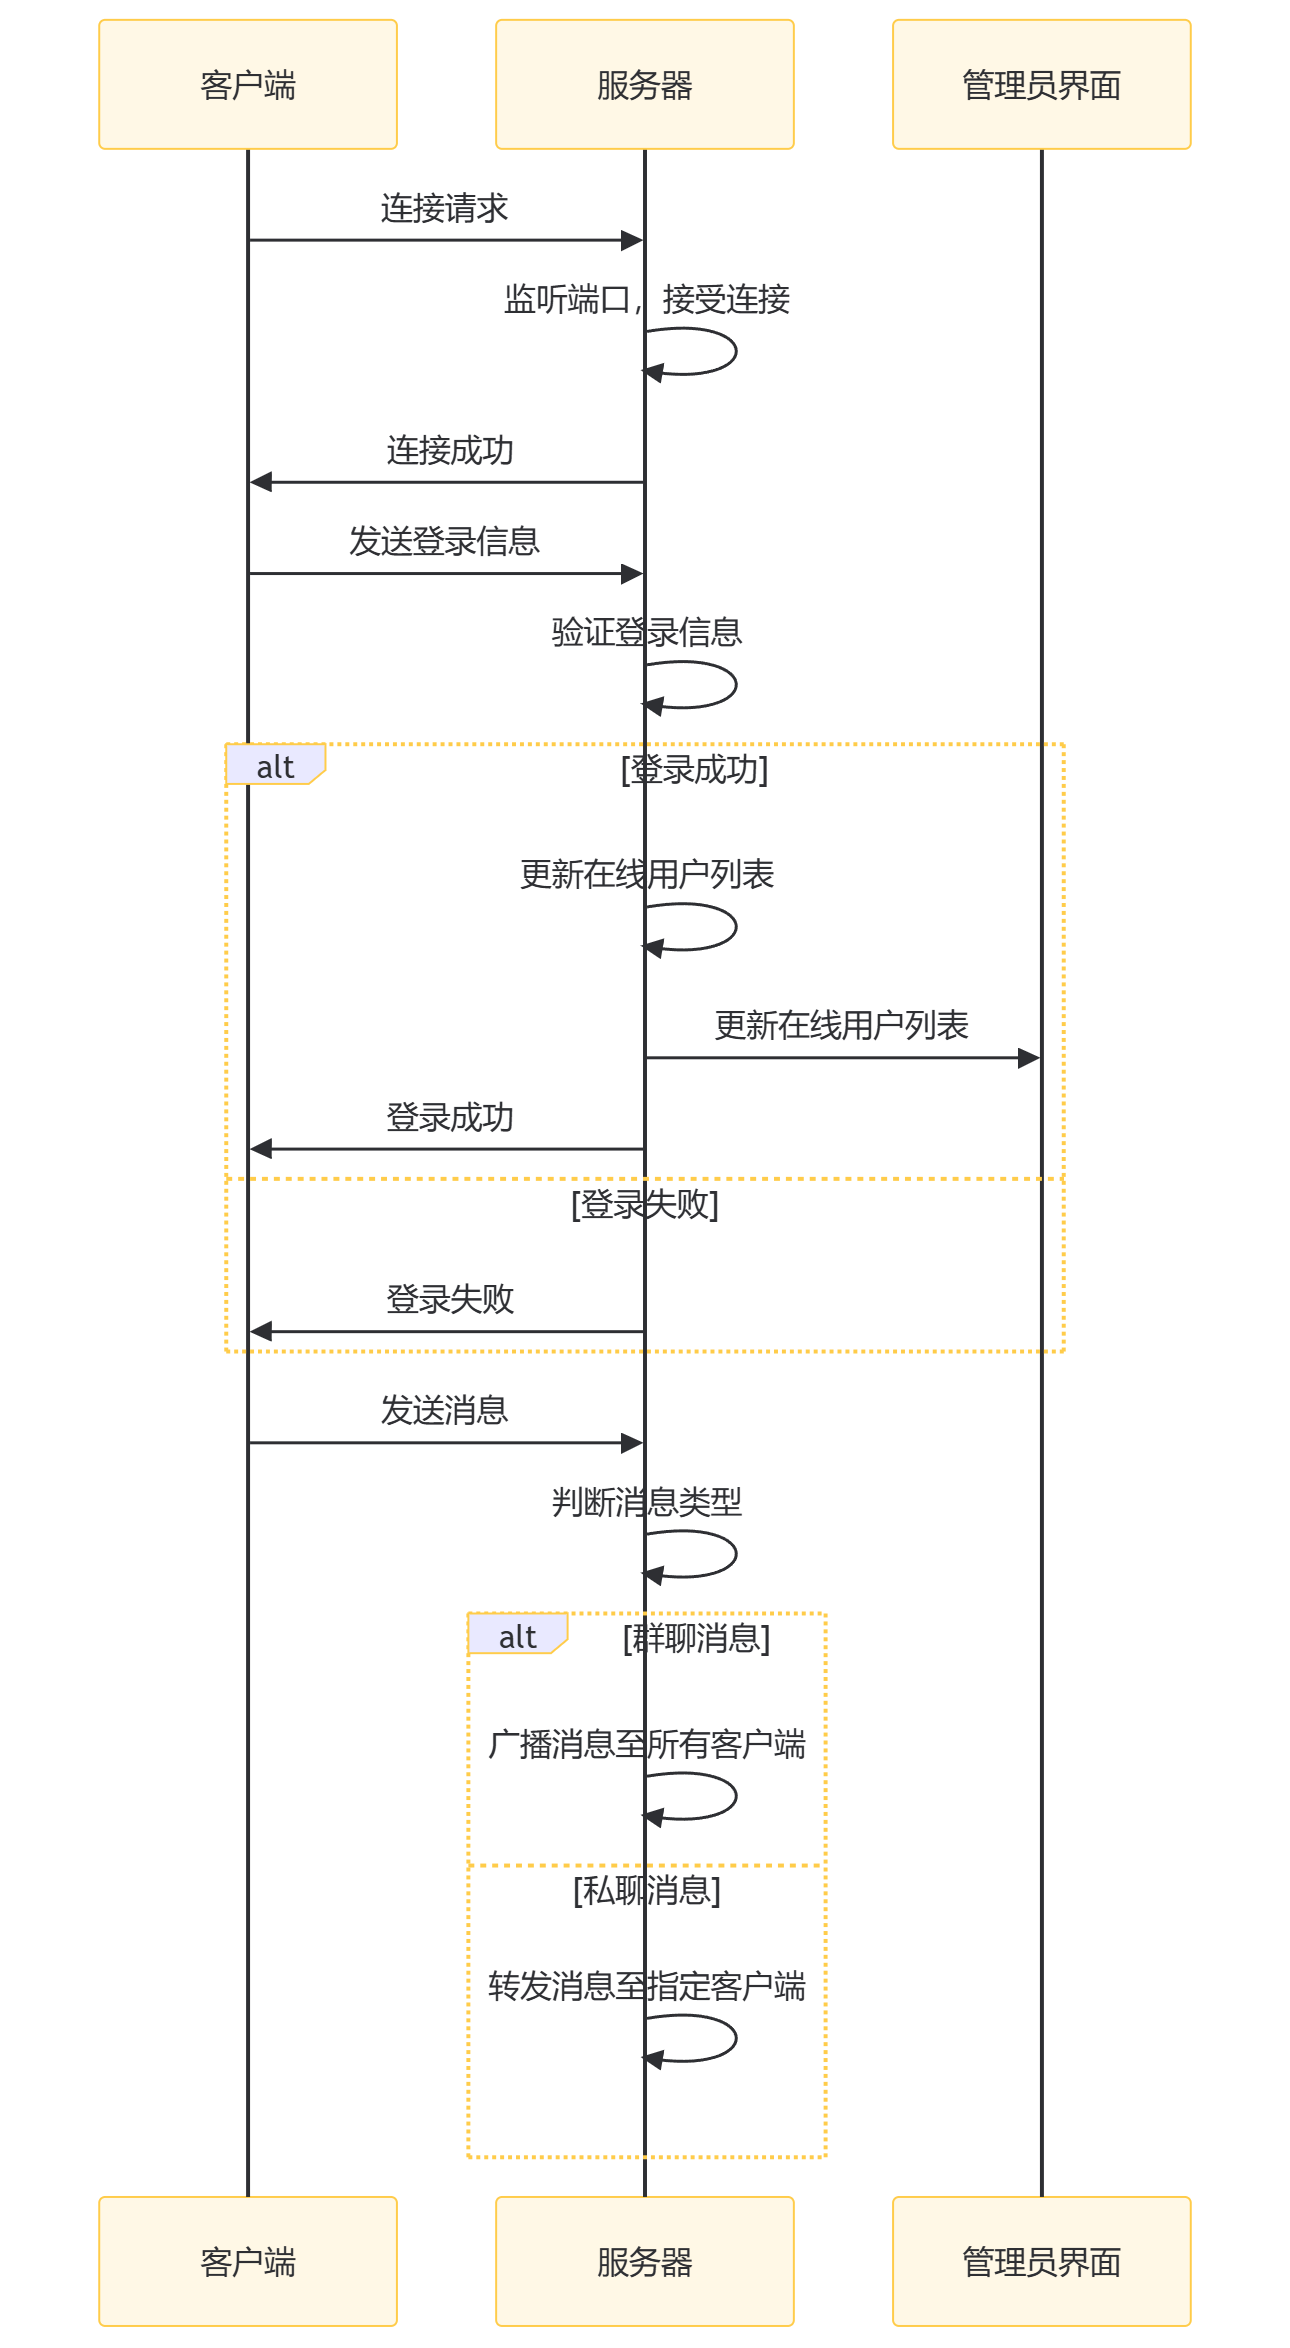 客户端
服务器
管理员界面
连接请求
监听端口，接受连接
连接成功
发送登录信息
验证登录信息
alt
[登录成功]
更新在线用户列表
更新在线用户列表
登录成功
[登录失败]
登录失败
发送消息
判断消息类型
alt
[群聊消息]
广播消息至所有客户端
[私聊消息]
转发消息至指定客户端
客户端
服务器
管理员界面